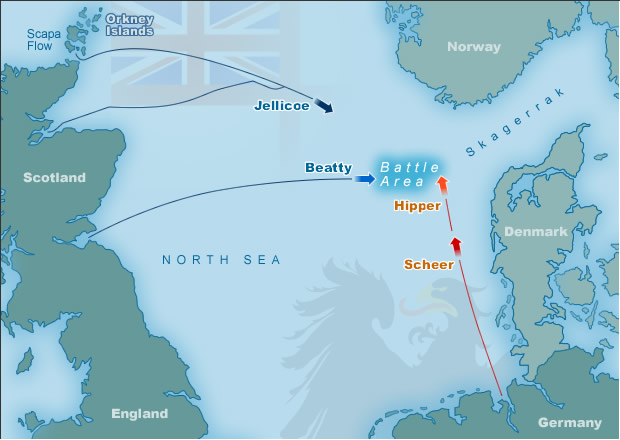 Orkney
Islands
Scapa
Flow
Norway
Jellicoe
Skagerrak
Beatty
Battle
Area
Scotland
Hipper
Denmark
NORTH SEA
Scheer
England
Germany